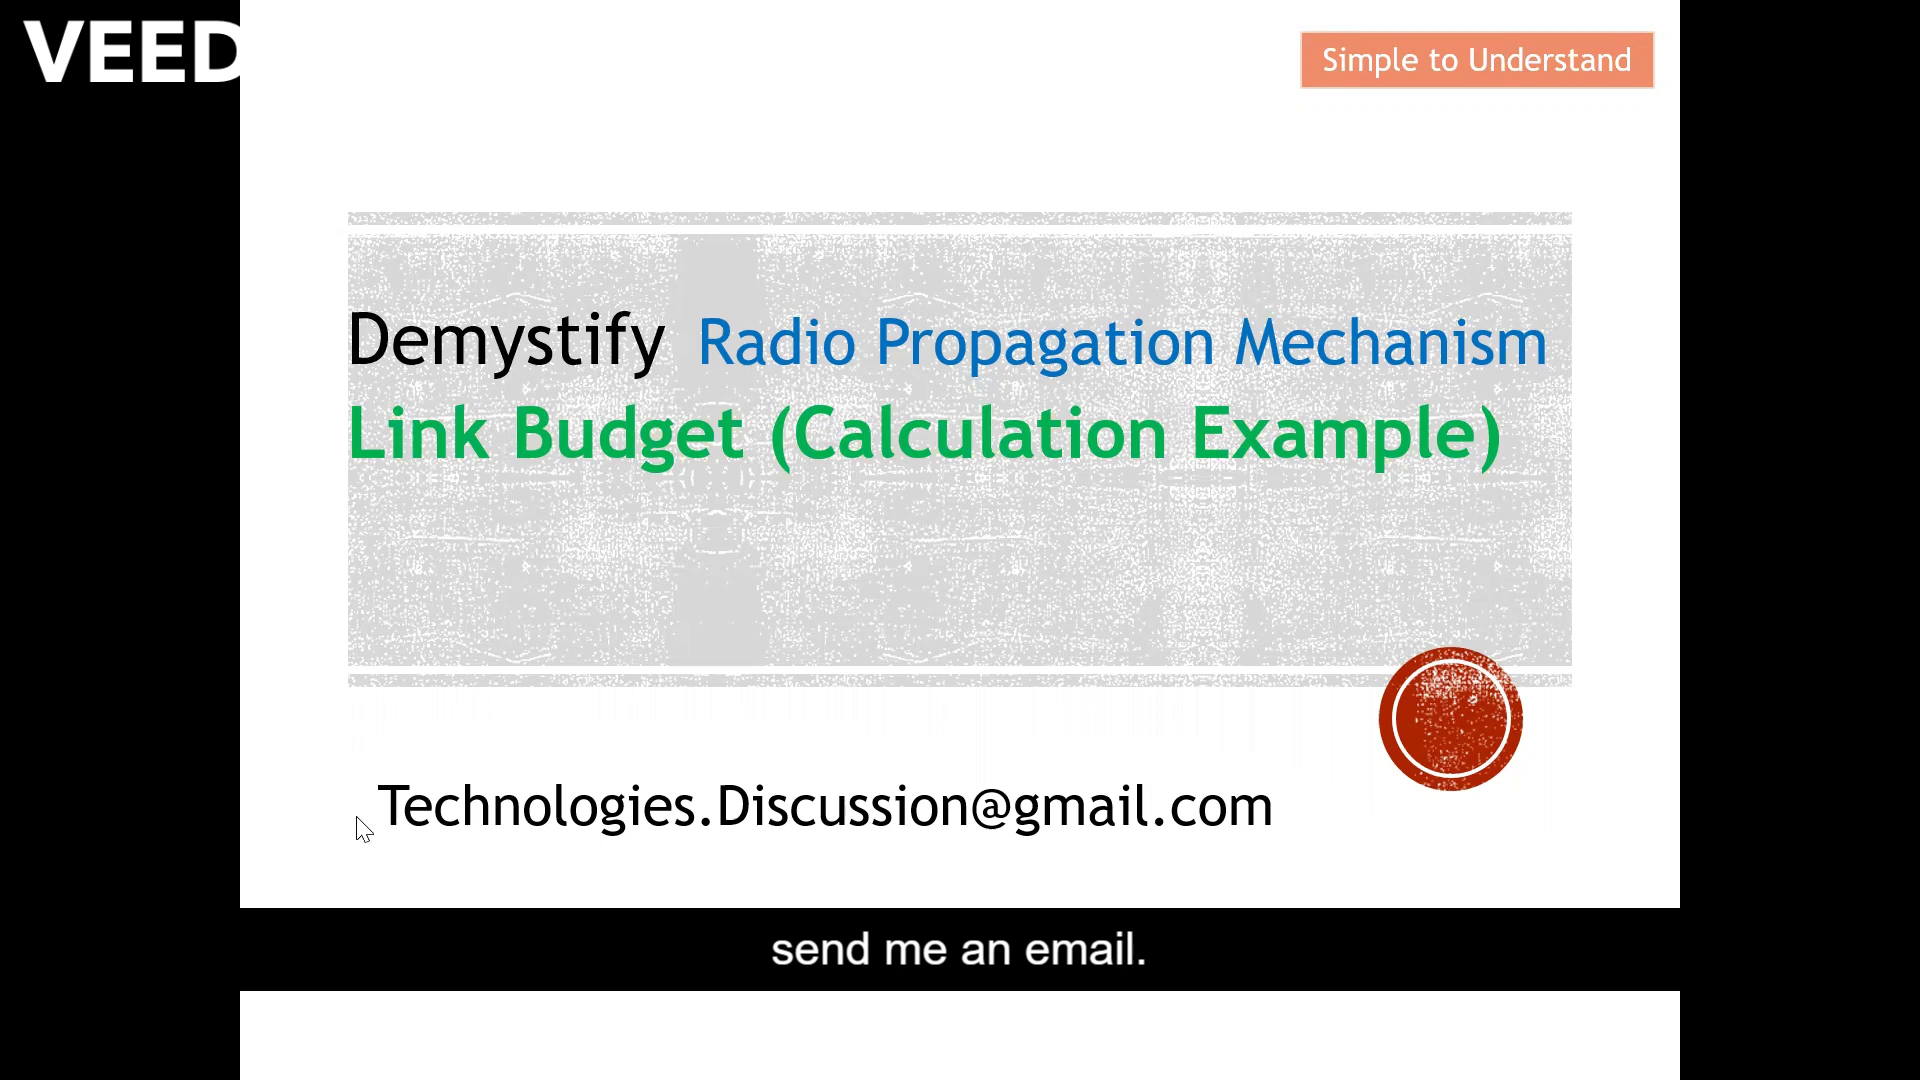 VEED
Simple to Understand
Demystify Radio Propagation Mechanism
Link Budget (Calculation Example)
Technologies.Discussion@gmail.com
send me an email.